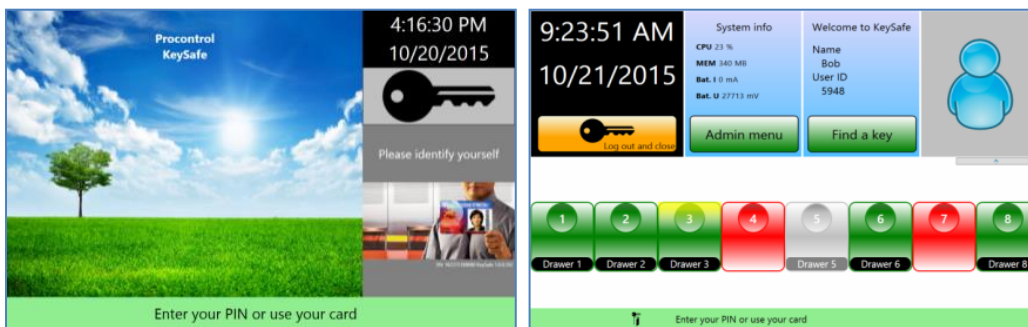 Procontrol
KeySafe
4:16:30 PM
10/20/2015
Please identify yourself
Enter your PIN or use your card
9:23:51 AM
10/21/2015
Log out and close
System info
CPU 23 %
MEM 340 MB
Bat. I 0 mA
Bat. U 27713 mV
Admin menu
Welcome to KeySafe
Name
Bob
User ID
5948
Find a key
1 2 3 4 5 6 7 8
Drawer 1 Drawer 2 Drawer 3 Drawer 5 Drawer 6 Drawer 8
Enter your PIN or use your card